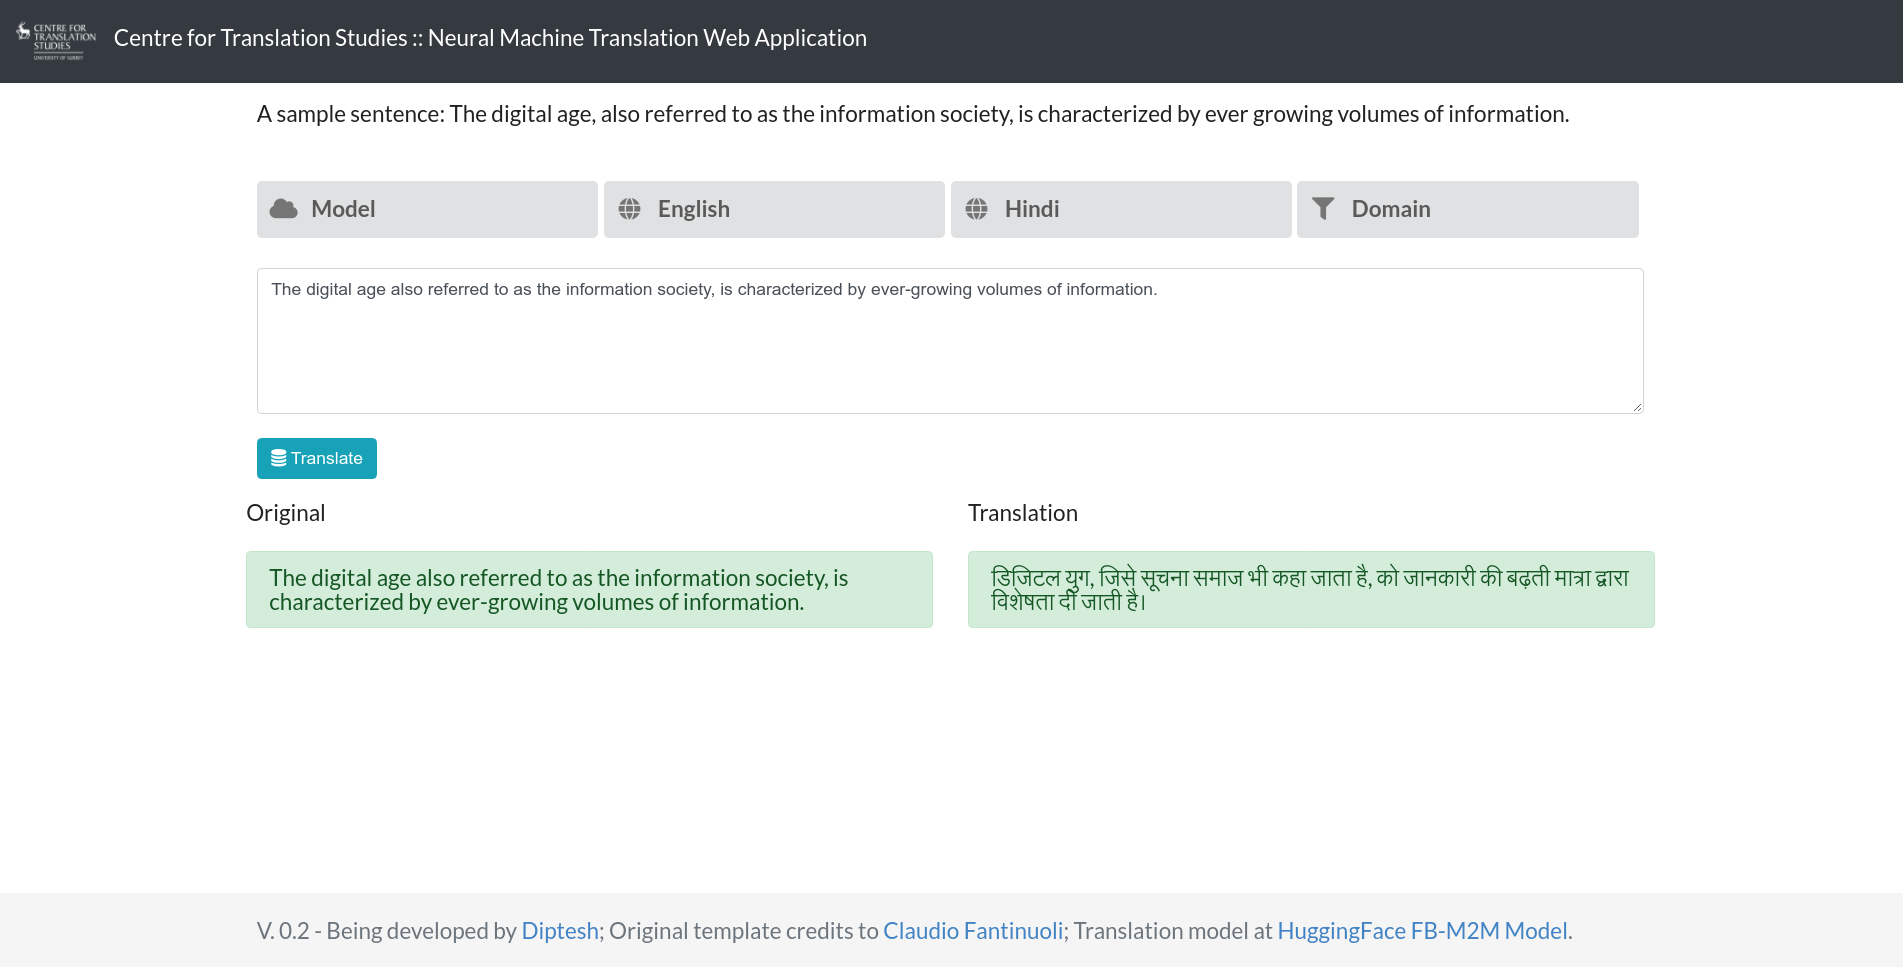 CENTRE FOR
TRANSLATION
STUDIES
UNIVERSITY OF SURREY
Centre for Translation Studies :: Neural Machine Translation Web Application
A sample sentence: The digital age, also referred to as the information society, is characterized by ever growing volumes of information.
Model
English
Hindi
Domain
The digital age also referred to as the information society, is characterized by ever-growing volumes of information.
Translate
Original
Translation
The digital age also referred to as the information society, is
characterized by ever-growing volumes of information.
डिजिटल युग, जिसे सूचना समाज भी कहा जाता है, को जानकारी की बढ़ती मात्रा द्वारा
विशेषता दी जाती है।
V. 0.2 - Being developed by Diptesh; Original template credits to Claudio Fantinuoli; Translation model at HuggingFace FB-M2M Model.